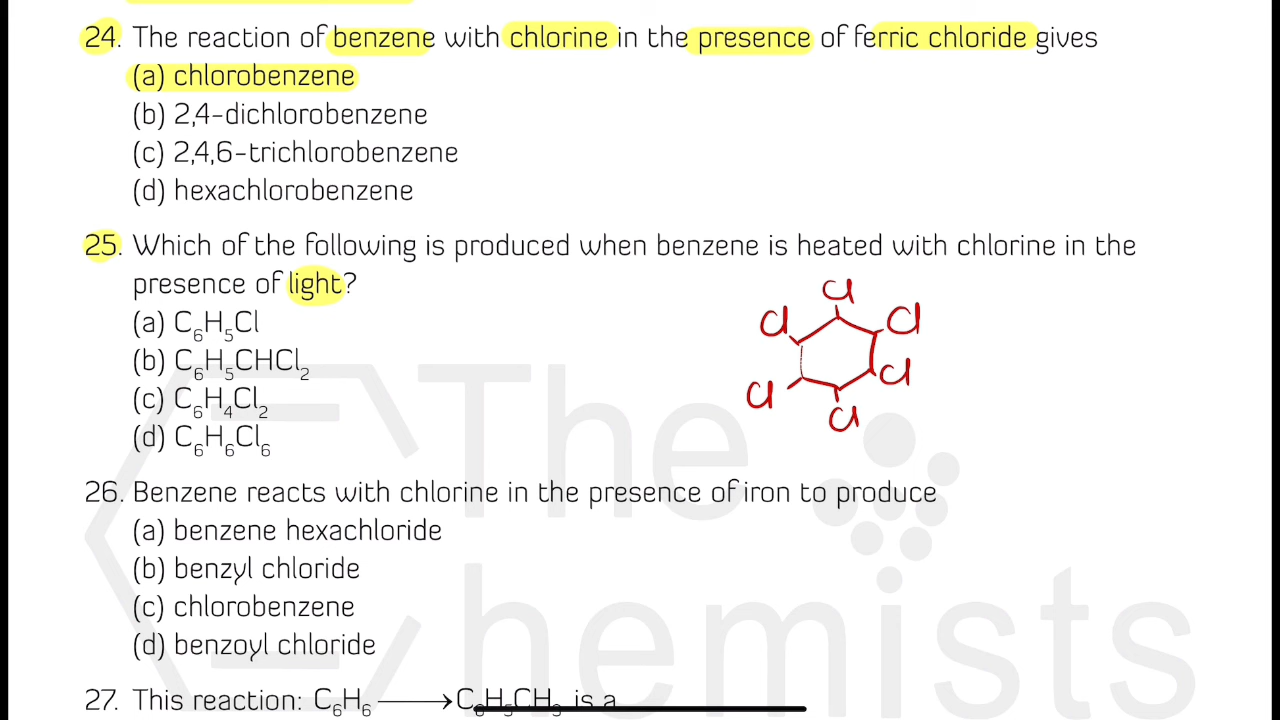 24. The reaction of benzene with chlorine in the presence of ferric chloride gives
(a) chlorobenzene
(b) 2,4-dichlorobenzene
(c) 2,4,6-trichlorobenzene
(d) hexachlorobenzene
25. Which of the following is produced when benzene is heated with chlorine in the
presence of light?
(a) C₆H₅Cl
(b) C₆H₅CHCl₂
(c) C₆H₄Cl₂
(d) C₆H₆Cl₆
Cl
Cl
Cl
Cl
Cl
Cl
26. Benzene reacts with chlorine in the presence of iron to produce
(a) benzene hexachloride
(b) benzyl chloride
(c) chlorobenzene
(d) benzoyl chloride
27. This reaction: C₆H₆ ⟶ C₆H₅CH₃ is a
The
Chemists